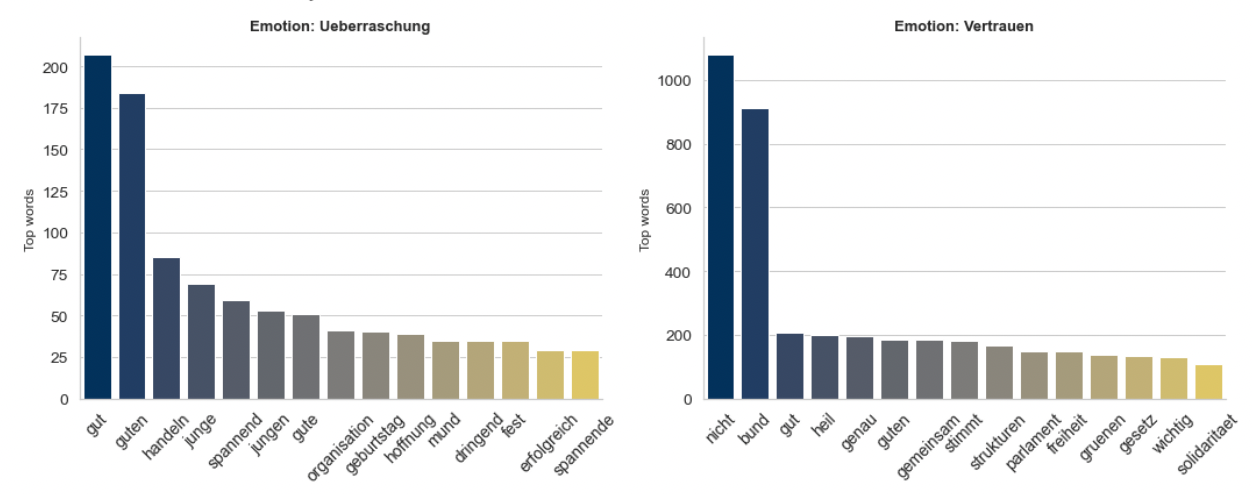 Emotion: Ueberraschung
Top words
200
175
150
125
100
75
50
25
0
gut
guten
handeln
junge
spannend
jungen
gute
organisation
geburtstag
hoffnung
mund
dringend
fest
erfolgreich
spannende
Emotion: Vertrauen
Top words
1000
800
600
400
200
0
nicht
bund
gut
heil
genau
guten
gemeinsam
stimmt
strukturen
parlament
freiheit
gruenen
gesetz
wichtig
solidaritaet